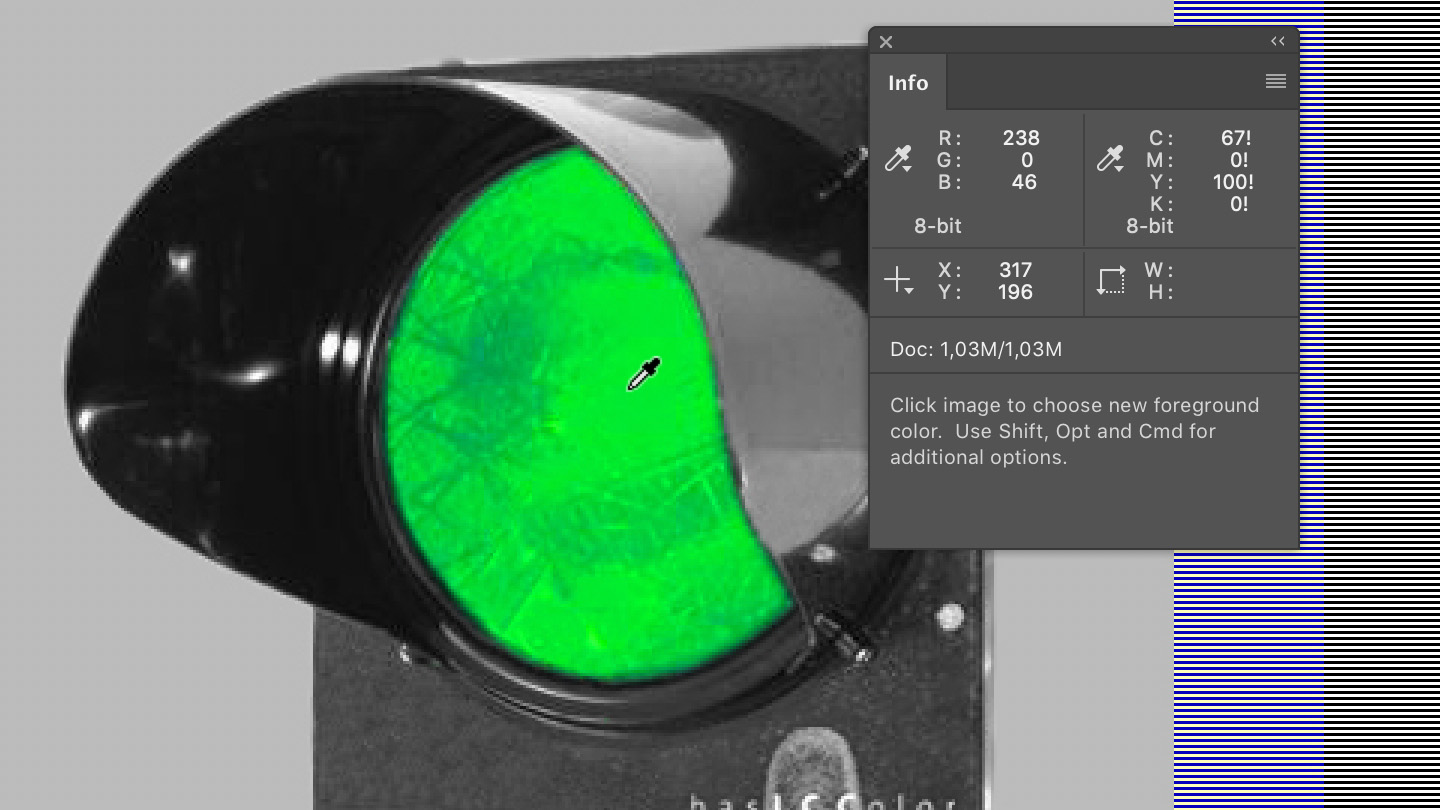 Info
R: 238 C: 67!
G: 0 M: 0!
B: 46 Y: 100!
K: 0!
8-bit 8-bit
X: 317 W:
Y: 196 H:
Doc: 1,03M/1,03M
Click image to choose new foreground
color. Use Shift, Opt and Cmd for
additional options.
basICColor